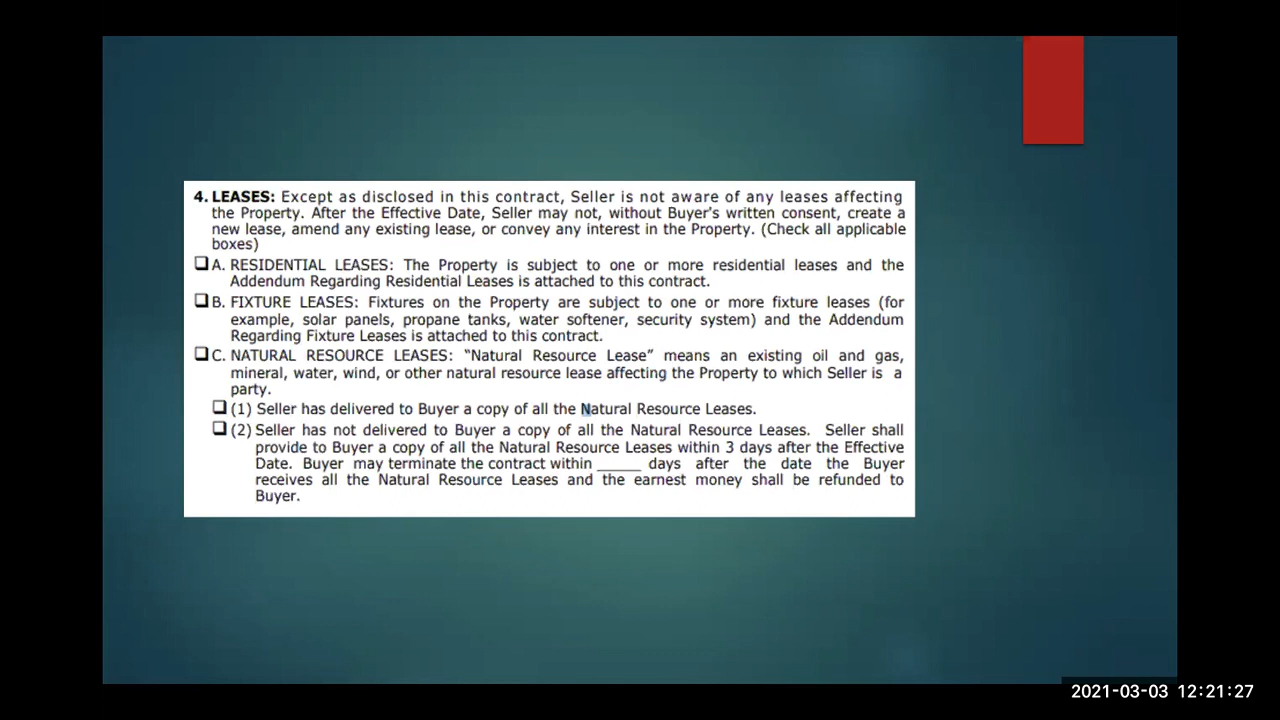 4. LEASES: Except as disclosed in this contract, Seller is not aware of any leases affecting
the Property. After the Effective Date, Seller may not, without Buyer's written consent, create a
new lease, amend any existing lease, or convey any interest in the Property. (Check all applicable
boxes)
❑ A. RESIDENTIAL LEASES: The Property is subject to one or more residential leases and the
Addendum Regarding Residential Leases is attached to this contract.
❑ B. FIXTURE LEASES: Fixtures on the Property are subject to one or more fixture leases (for
example, solar panels, propane tanks, water softener, security system) and the Addendum
Regarding Fixture Leases is attached to this contract.
❑ C. NATURAL RESOURCE LEASES: “Natural Resource Lease” means an existing oil and gas,
mineral, water, wind, or other natural resource lease affecting the Property to which Seller is a
party.
❑ (1) Seller has delivered to Buyer a copy of all the Natural Resource Leases.
❑ (2) Seller has not delivered to Buyer a copy of all the Natural Resource Leases. Seller shall
provide to Buyer a copy of all the Natural Resource Leases within 3 days after the Effective
Date. Buyer may terminate the contract within _____ days after the date the Buyer
receives all the Natural Resource Leases and the earnest money shall be refunded to
Buyer.
2021-03-03 12:21:27